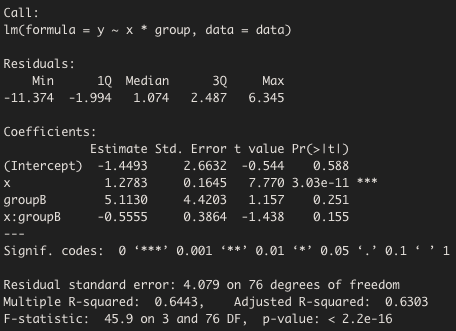 Call:
lm(formula = y ~ x * group, data = data)
Residuals:
Min 1Q Median 3Q Max
-11.374 -1.994 1.074 2.487 6.345
Coefficients:
Estimate Std. Error t value Pr(>|t|)
(Intercept) -1.4493 2.6632 -0.544 0.588
x 1.2783 0.1645 7.770 3.03e-11 ***
groupB 5.1130 4.4203 1.157 0.251
x:groupB -0.5555 0.3864 -1.438 0.155
---
Signif. codes: 0 ‘***’ 0.001 ‘**’ 0.01 ‘*’ 0.05 ‘.’ 0.1 ‘ ’ 1
Residual standard error: 4.079 on 76 degrees of freedom
Multiple R-squared: 0.6443, Adjusted R-squared: 0.6303
F-statistic: 45.9 on 3 and 76 DF, p-value: < 2.2e-16